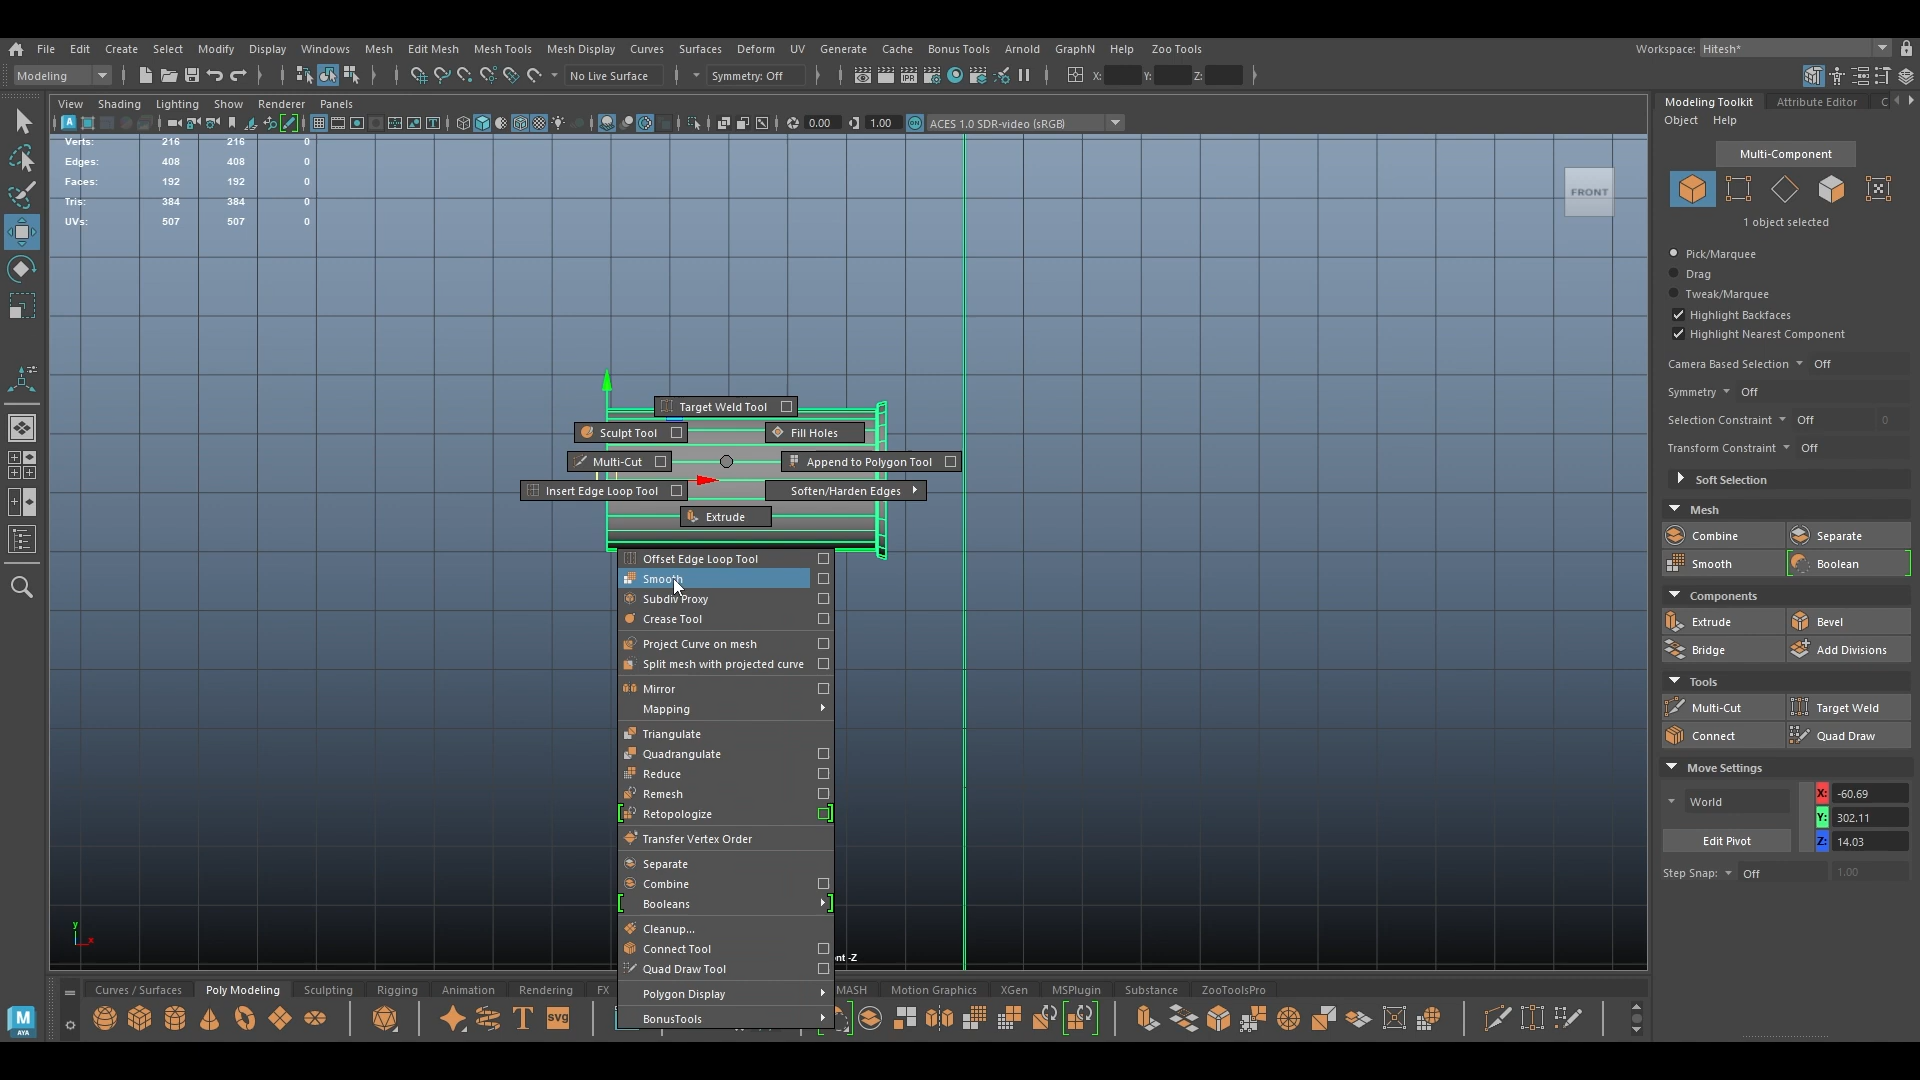 File Edit Create Select Modify Display Windows Mesh Edit Mesh Mesh Tools Mesh Display Curves Surfaces Deform UV Generate Cache Bonus Tools Arnold GraphN Help Zoo Tools Workspace: Hitesh*
Modeling No Live Surface Symmetry: Off IPR X: Y: Z:
View Shading Lighting Show Renderer Panels
0.00 1.00 ON ACES 1.0 SDR-video (sRGB)
Verts: 216 216 0
Edges: 408 408 0
Faces: 192 192 0
Tris: 384 384 0
UVs: 507 507 0
FRONT
Target Weld Tool
Sculpt Tool Fill Holes
Multi-Cut Append to Polygon Tool
Insert Edge Loop Tool Soften/Harden Edges
Extrude
Offset Edge Loop Tool
Smooth
Subdiv Proxy
Crease Tool
Project Curve on mesh
Split mesh with projected curve
Mirror
Mapping
Triangulate
Quadrangulate
Reduce
Remesh
Retopologize
Transfer Vertex Order
Separate
Combine
Booleans
Cleanup...
Connect Tool
Quad Draw Tool
Polygon Display
BonusTools
y
x
nt -Z
Modeling Toolkit Attribute Editor C
Object Help
Multi-Component
1 object selected
Pick/Marquee
Drag
Tweak/Marquee
Highlight Backfaces
Highlight Nearest Component
Camera Based Selection Off
Symmetry Off
Selection Constraint Off 0
Transform Constraint Off
Soft Selection
Mesh
Combine Separate
Smooth Boolean
Components
Extrude Bevel
Bridge Add Divisions
Tools
Multi-Cut Target Weld
Connect Quad Draw
Move Settings
World X: -60.69
Y: 302.11
Edit Pivot Z: 14.03
Step Snap: Off 1.00
Curves / Surfaces Poly Modeling Sculpting Rigging Animation Rendering FX MASH Motion Graphics XGen MSPlugin Substance ZooToolsPro
T svg
M
AYA